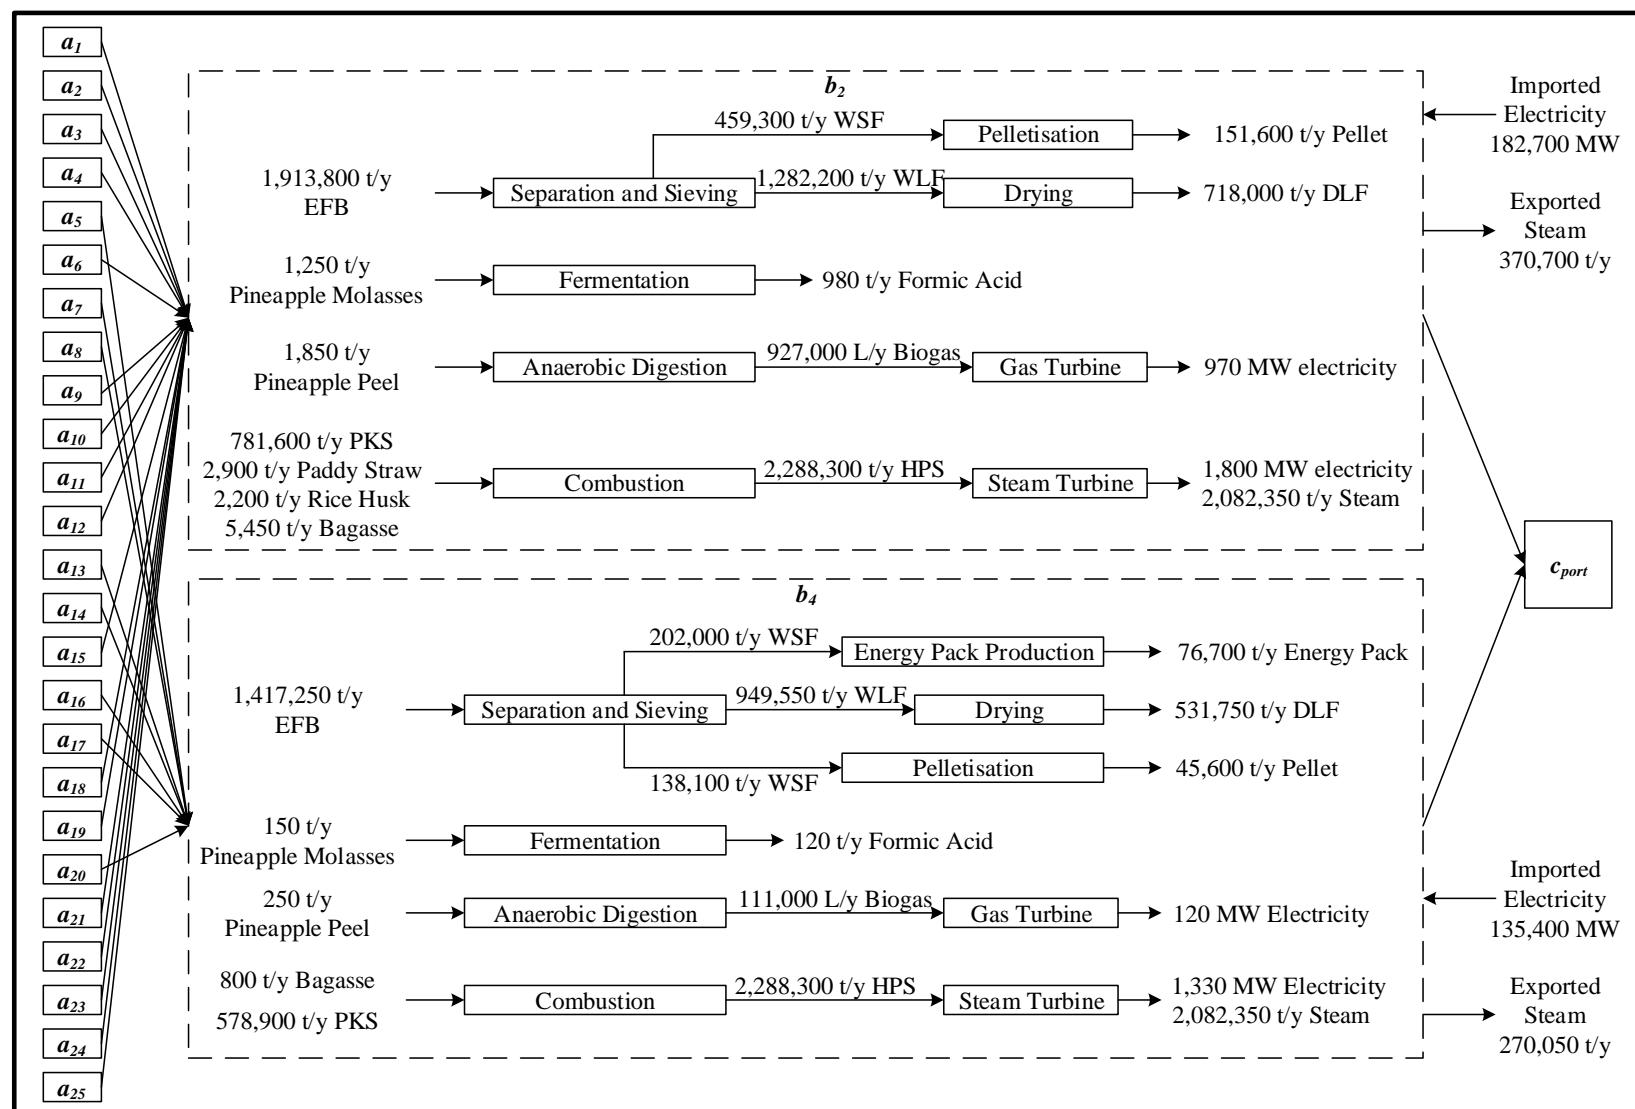 a1
a2
a3
a4
a5
a6
a7
a8
a9
a10
a11
a12
a13
a14
a15
a16
a17
a18
a19
a20
a21
a22
a23
a24
a25
b2
1,913,800 t/y
EFB
Separation and Sieving
459,300 t/y WSF
Pelletisation
151,600 t/y Pellet
1,282,200 t/y WLF
Drying
718,000 t/y DLF
1,250 t/y
Pineapple Molasses
Fermentation
980 t/y Formic Acid
1,850 t/y
Pineapple Peel
Anaerobic Digestion
927,000 L/y Biogas
Gas Turbine
970 MW electricity
781,600 t/y PKS
2,900 t/y Paddy Straw
2,200 t/y Rice Husk
5,450 t/y Bagasse
Combustion
2,288,300 t/y HPS
Steam Turbine
1,800 MW electricity
2,082,350 t/y Steam
Imported
Electricity
182,700 MW
Exported
Steam
370,700 t/y
b4
1,417,250 t/y
EFB
Separation and Sieving
202,000 t/y WSF
Energy Pack Production
76,700 t/y Energy Pack
949,550 t/y WLF
Drying
531,750 t/y DLF
138,100 t/y WSF
Pelletisation
45,600 t/y Pellet
150 t/y
Pineapple Molasses
Fermentation
120 t/y Formic Acid
250 t/y
Pineapple Peel
Anaerobic Digestion
111,000 L/y Biogas
Gas Turbine
120 MW Electricity
800 t/y Bagasse
578,900 t/y PKS
Combustion
2,288,300 t/y HPS
Steam Turbine
1,330 MW Electricity
2,082,350 t/y Steam
Imported
Electricity
135,400 MW
Exported
Steam
270,050 t/y
cport